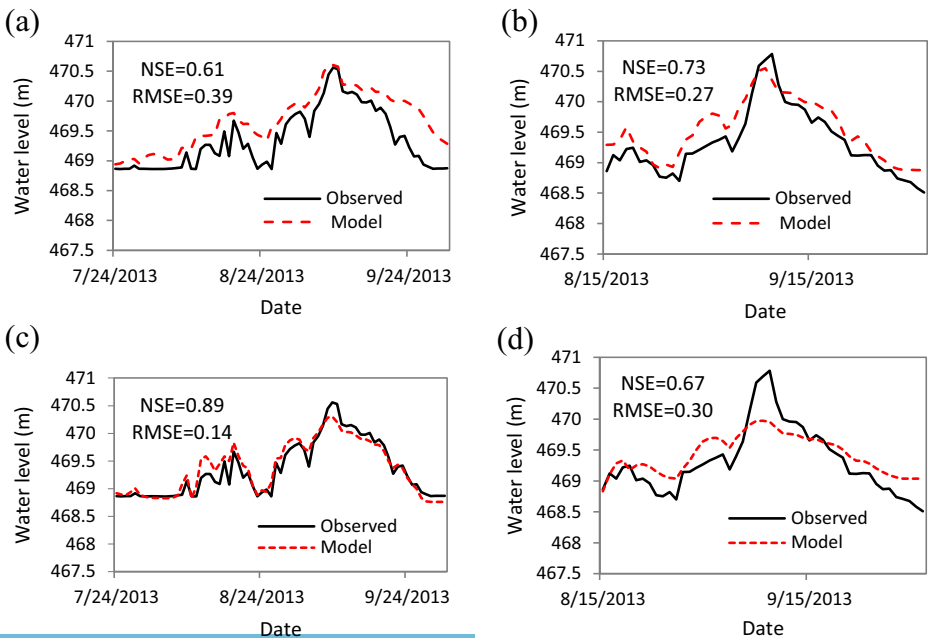 (a)
471
470.5
470
469.5
469
468.5
468
467.5
Water level (m)
NSE=0.61
RMSE=0.39
Observed
Model
7/24/2013
8/24/2013
9/24/2013
Date
(b)
471
470.5
470
469.5
469
468.5
468
467.5
Water level (m)
NSE=0.73
RMSE=0.27
Observed
Model
8/15/2013
9/15/2013
Date
(c)
471
470.5
470
469.5
469
468.5
468
467.5
Water level (m)
NSE=0.89
RMSE=0.14
Observed
Model
7/24/2013
8/24/2013
9/24/2013
Date
(d)
471
470.5
470
469.5
469
468.5
468
467.5
Water level (m)
NSE=0.67
RMSE=0.30
Observed
Model
8/15/2013
9/15/2013
Date